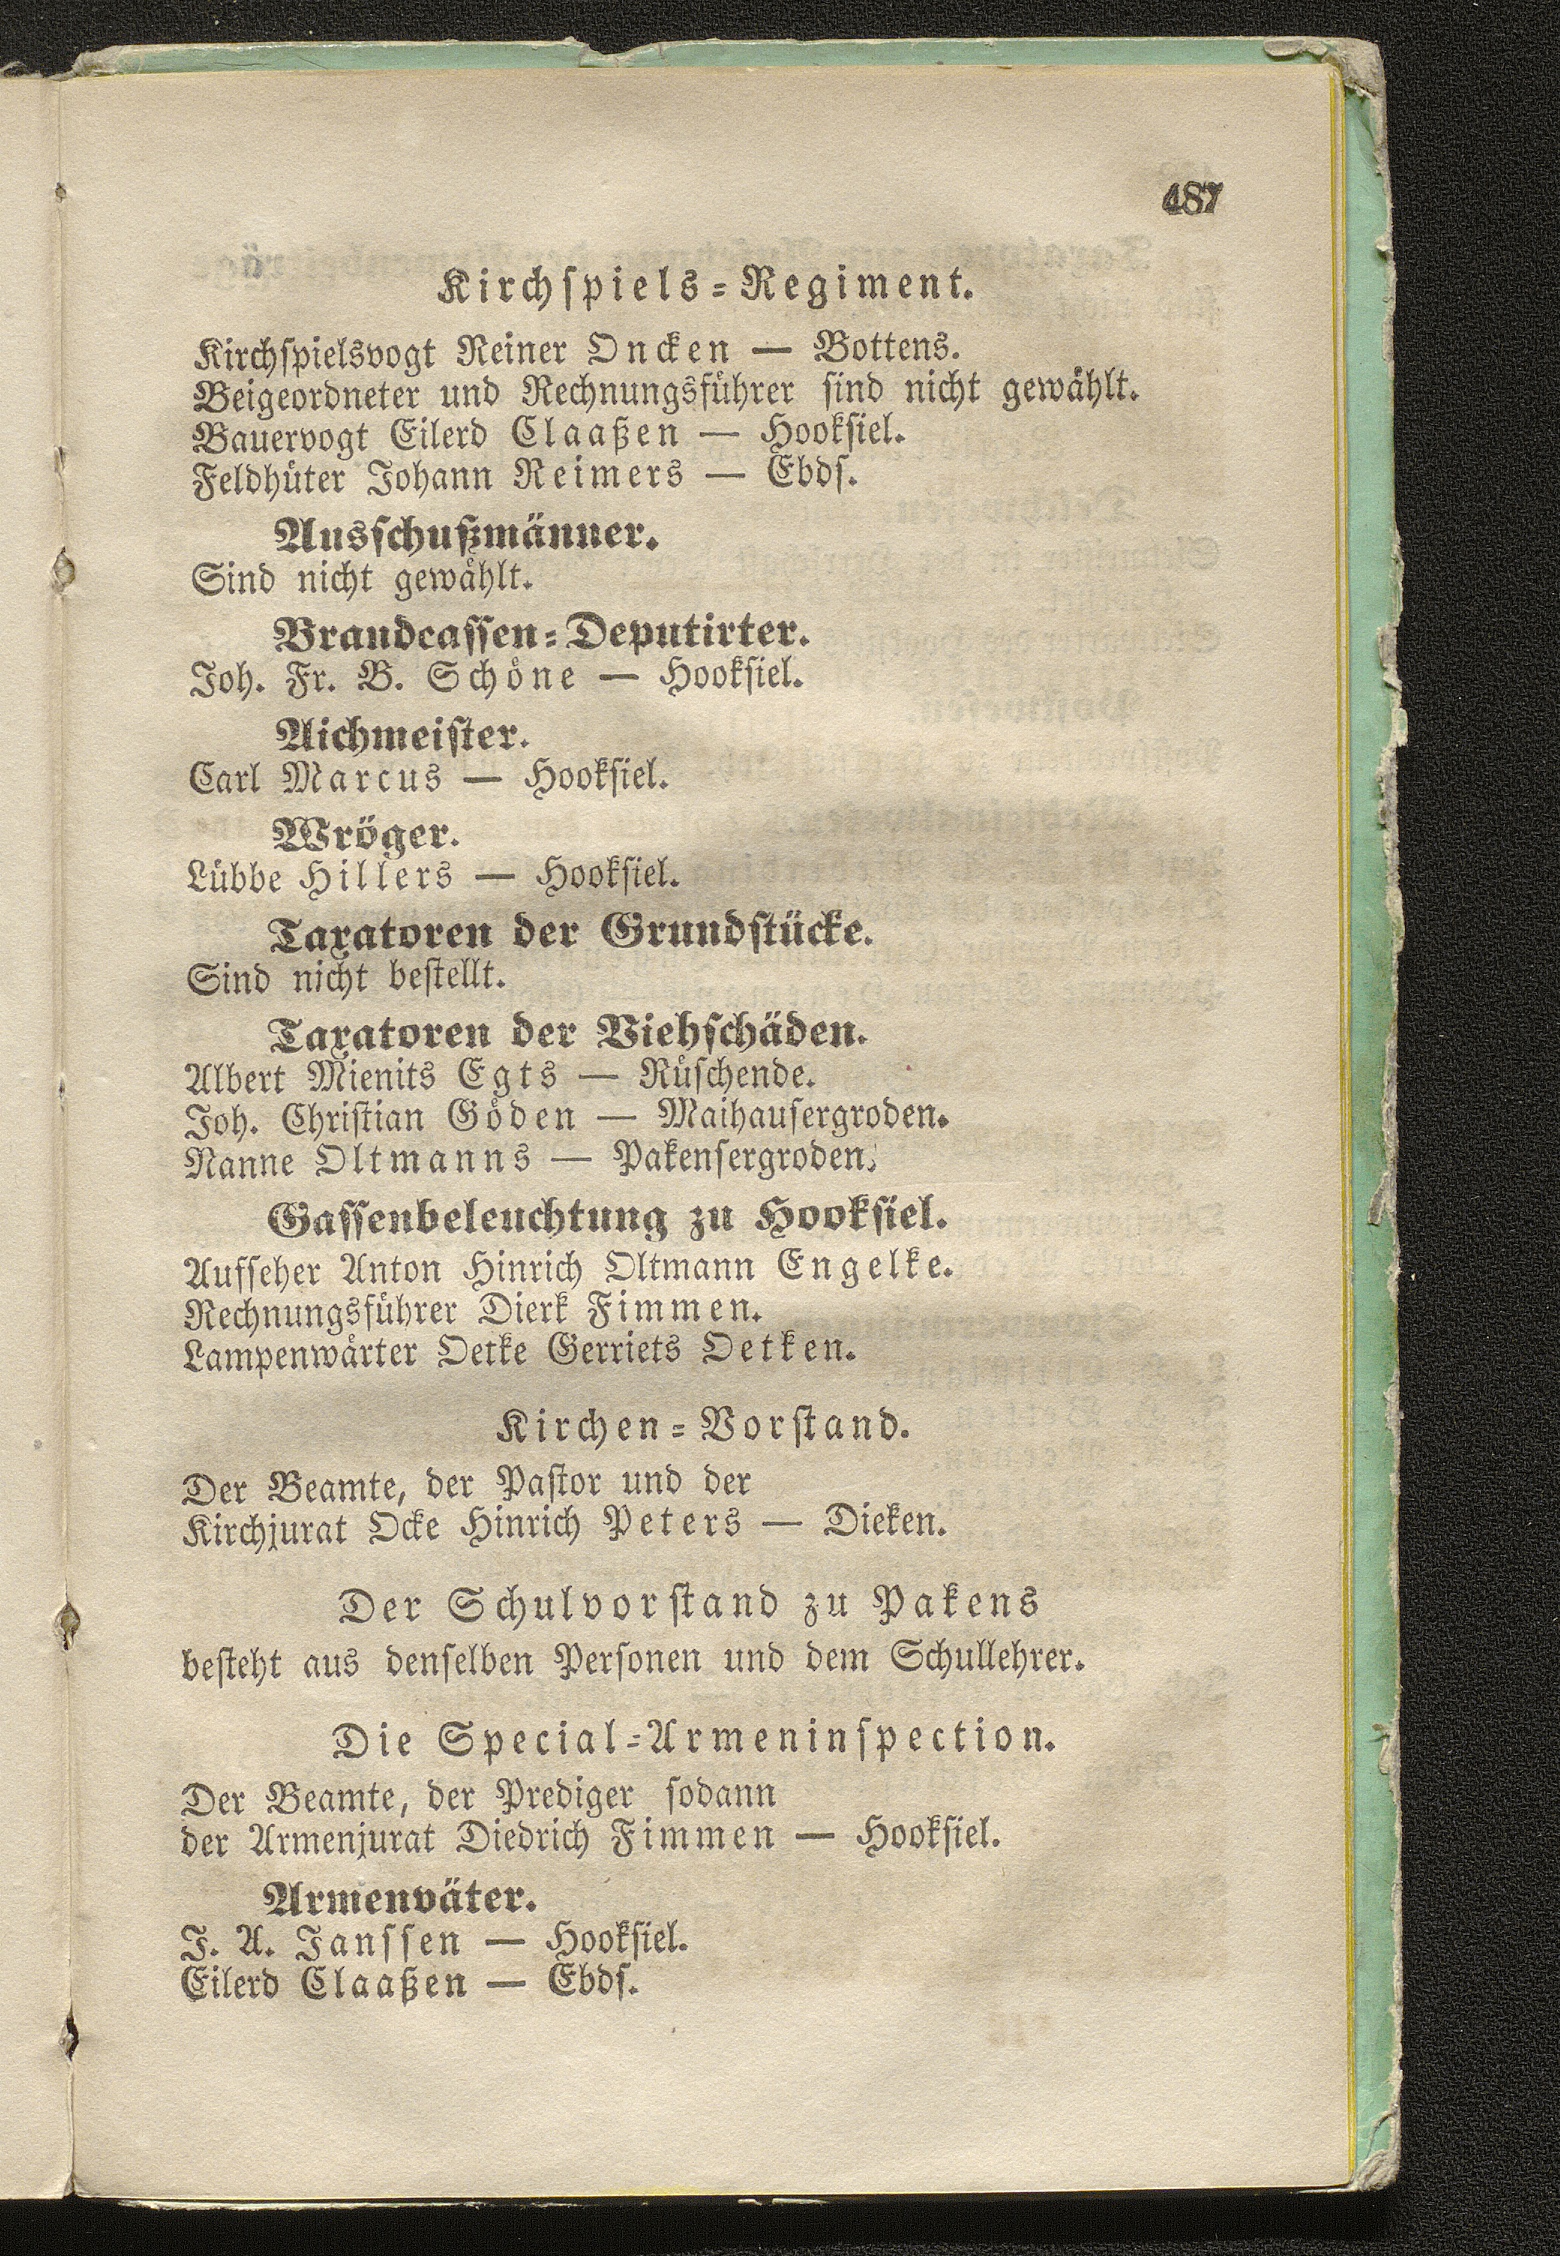 487
Kirchspiels-Regiment.
Kirchspielsvogt Reiner Oncken — Bottens.
Beigeordneter und Rechnungsführer sind nicht gewählt.
Bauervogt Eilerd Claaßen — Hooksiel.
Feldhüter Johann Reimers — Ebds.
Ausschußmänner.
Sind nicht gewählt.
Brandcassen-Deputirter.
Joh. Fr. B. Schöne — Hooksiel.
Aichmeister.
Carl Marcus — Hooksiel.
Wröger.
Lübbe Hillers — Hooksiel.
Taxatoren der Grundstücke.
Sind nicht bestellt.
Taxatoren der Viehschäden.
Albert Mienits Egts — Rüschende.
Joh. Christian Göden — Maihausergroden.
Nanne Oltmanns — Pakensergroden.
Gassenbeleuchtung zu Hooksiel.
Aufseher Anton Hinrich Oltmann Engelke.
Rechnungsführer Dierk Fimmen.
Lampenwärter Oetke Gerriets Oetken.
Kirchen-Vorstand.
Der Beamte, der Pastor und der
Kirchjurat Ocke Hinrich Peters — Dieken.
Der Schulvorstand zu Pakens
besteht aus denselben Personen und dem Schullehrer.
Die Special-Armeninspection.
Der Beamte, der Prediger sodann
der Armenjurat Diedrich Fimmen — Hooksiel.
Armenväter.
J. A. Janssen — Hooksiel.
Eilerd Claaßen — Ebds.